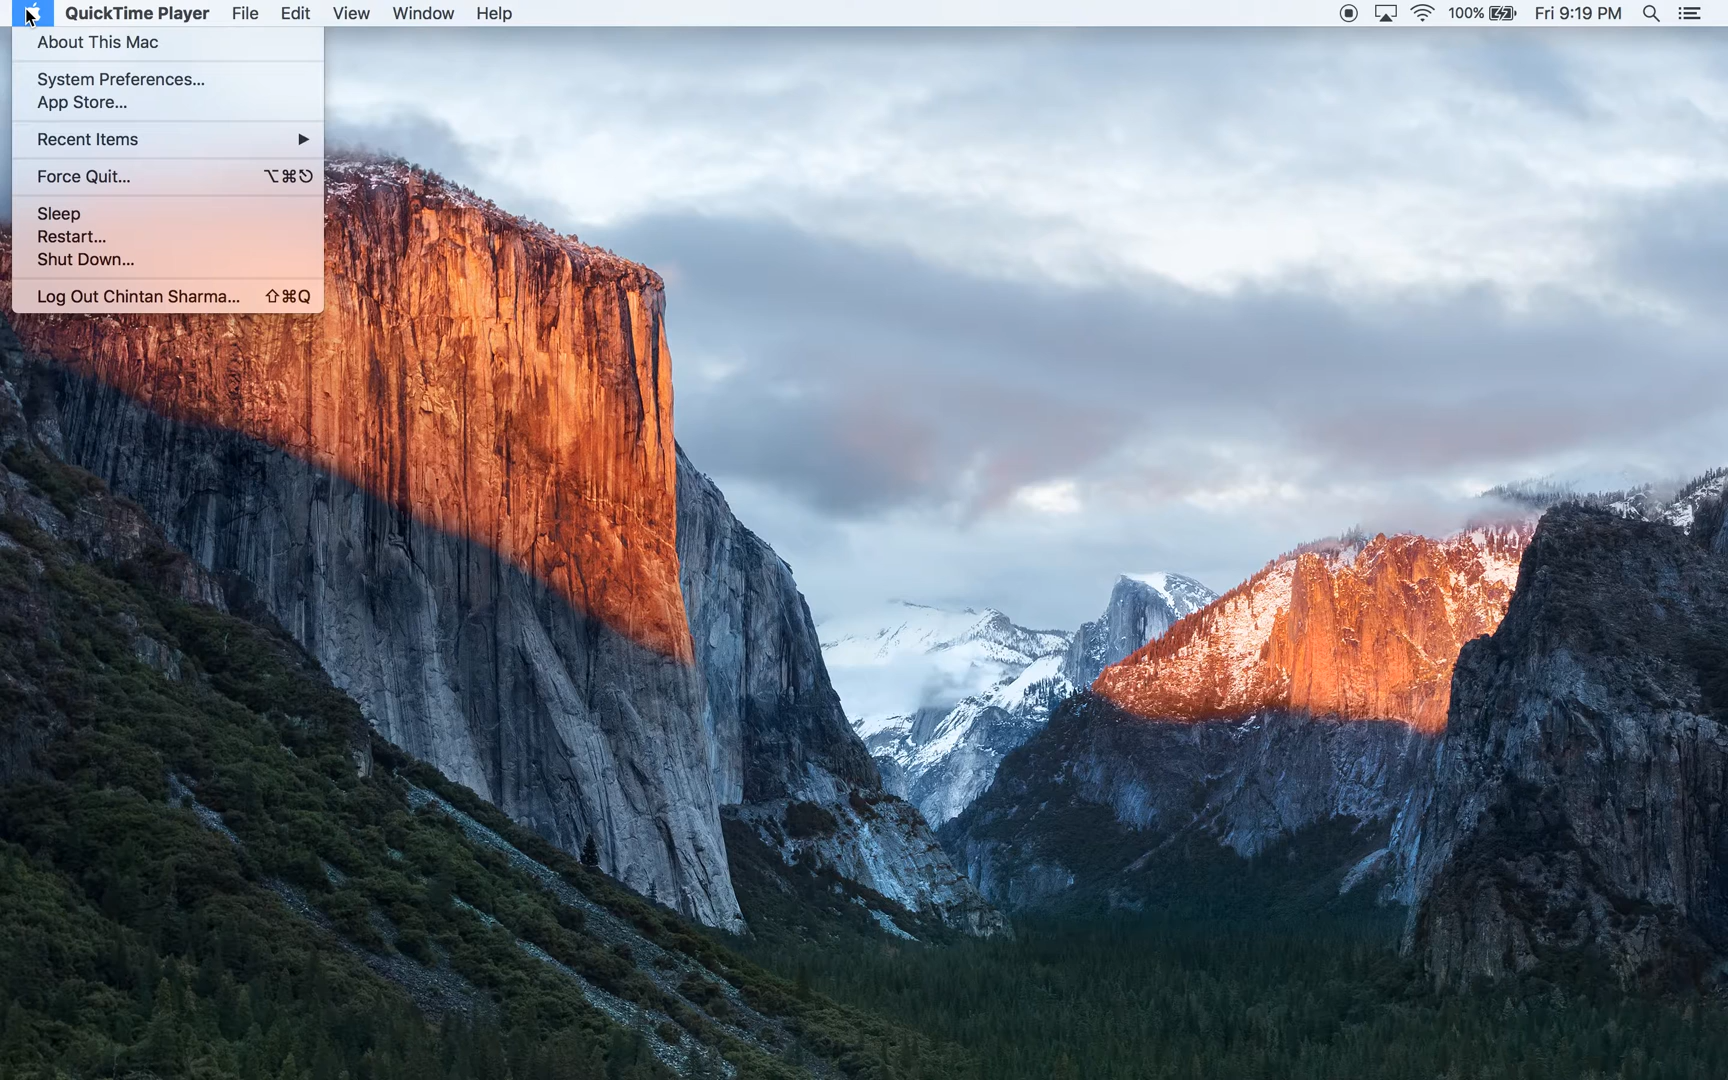 QuickTime Player File Edit View Window Help 100% Fri 9:19 PM
About This Mac
System Preferences...
App Store...
Recent Items
Force Quit... ⌥⌘⎋
Sleep
Restart...
Shut Down...
Log Out Chintan Sharma... ⇧⌘Q